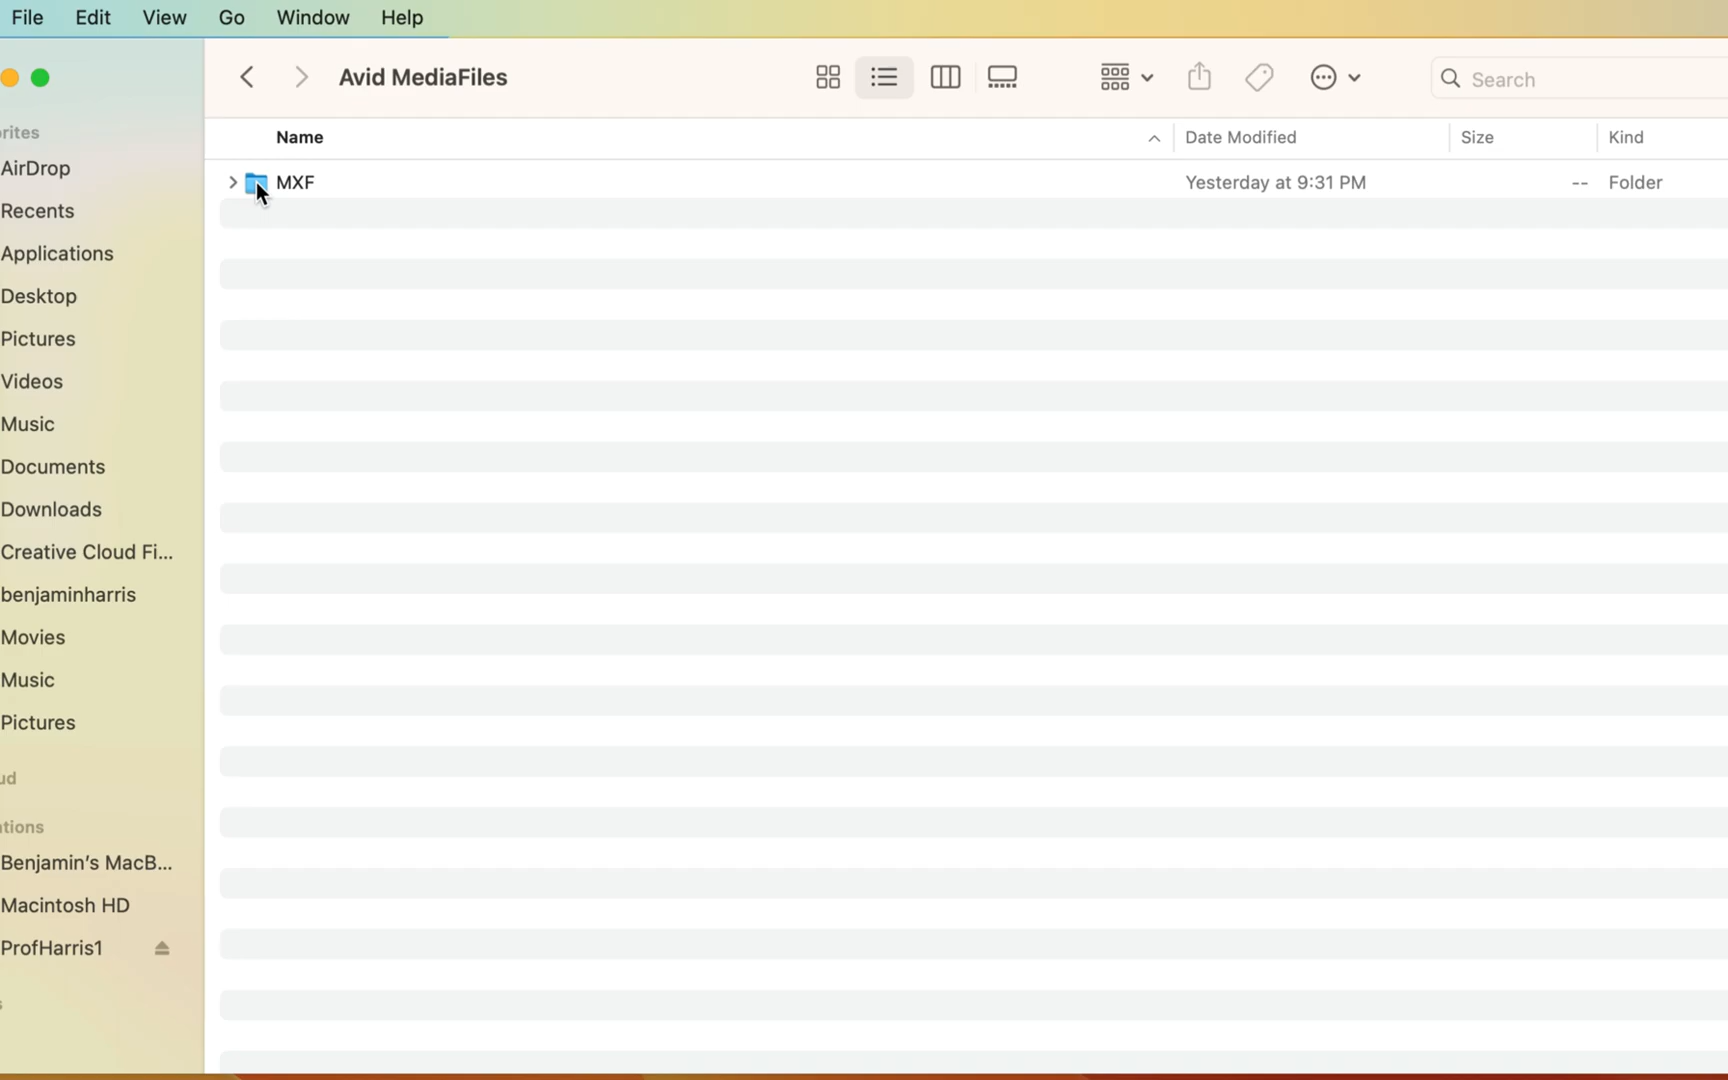 File Edit View Go Window Help
Avid MediaFiles
Search
Name Date Modified Size Kind
MXF Yesterday at 9:31 PM -- Folder
rites
AirDrop
Recents
Applications
Desktop
Pictures
Videos
Music
Documents
Downloads
Creative Cloud Fi...
benjaminharris
Movies
Music
Pictures
ud
tions
Benjamin's MacB...
Macintosh HD
ProfHarris1
s